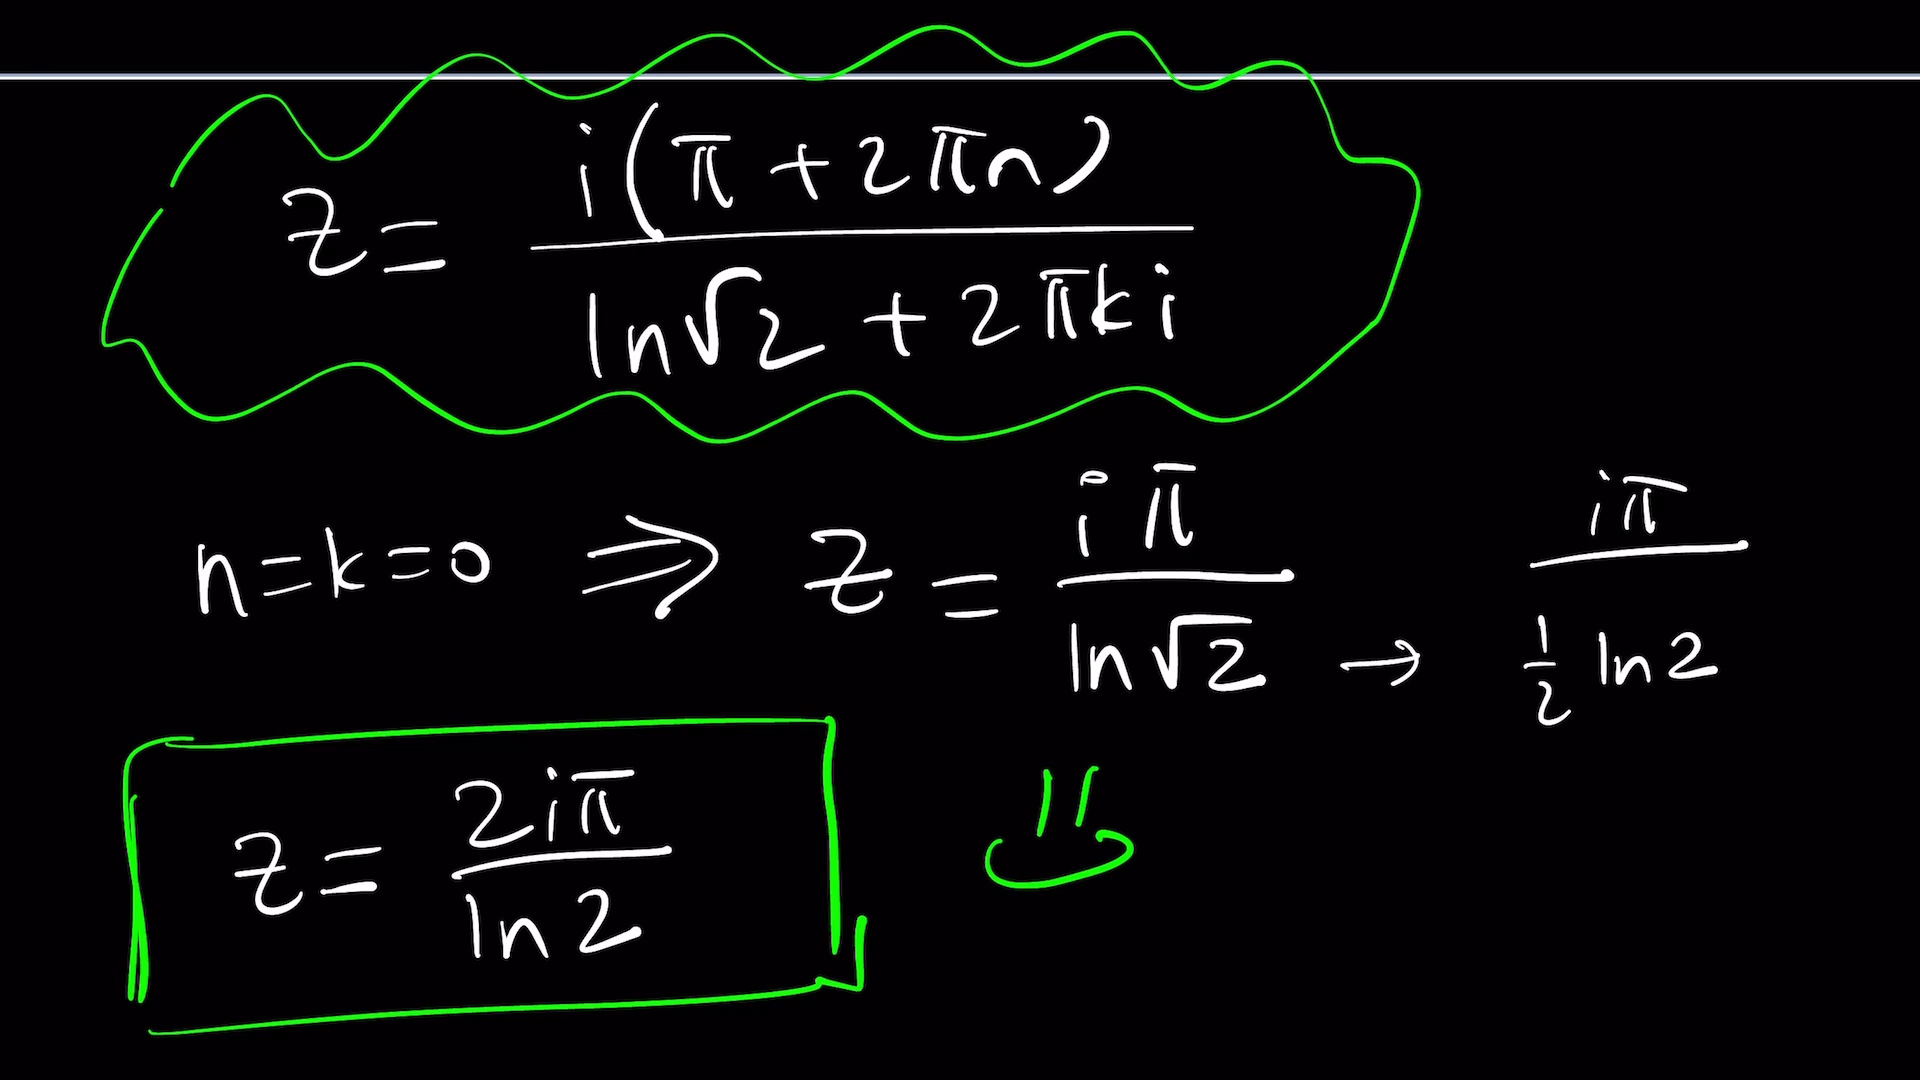 z = i(π + 2πn) / ln√2 + 2πki
n = k = 0 ⇒ z = iπ / ln√2 → iπ / ½ ln2
z = 2iπ / ln2